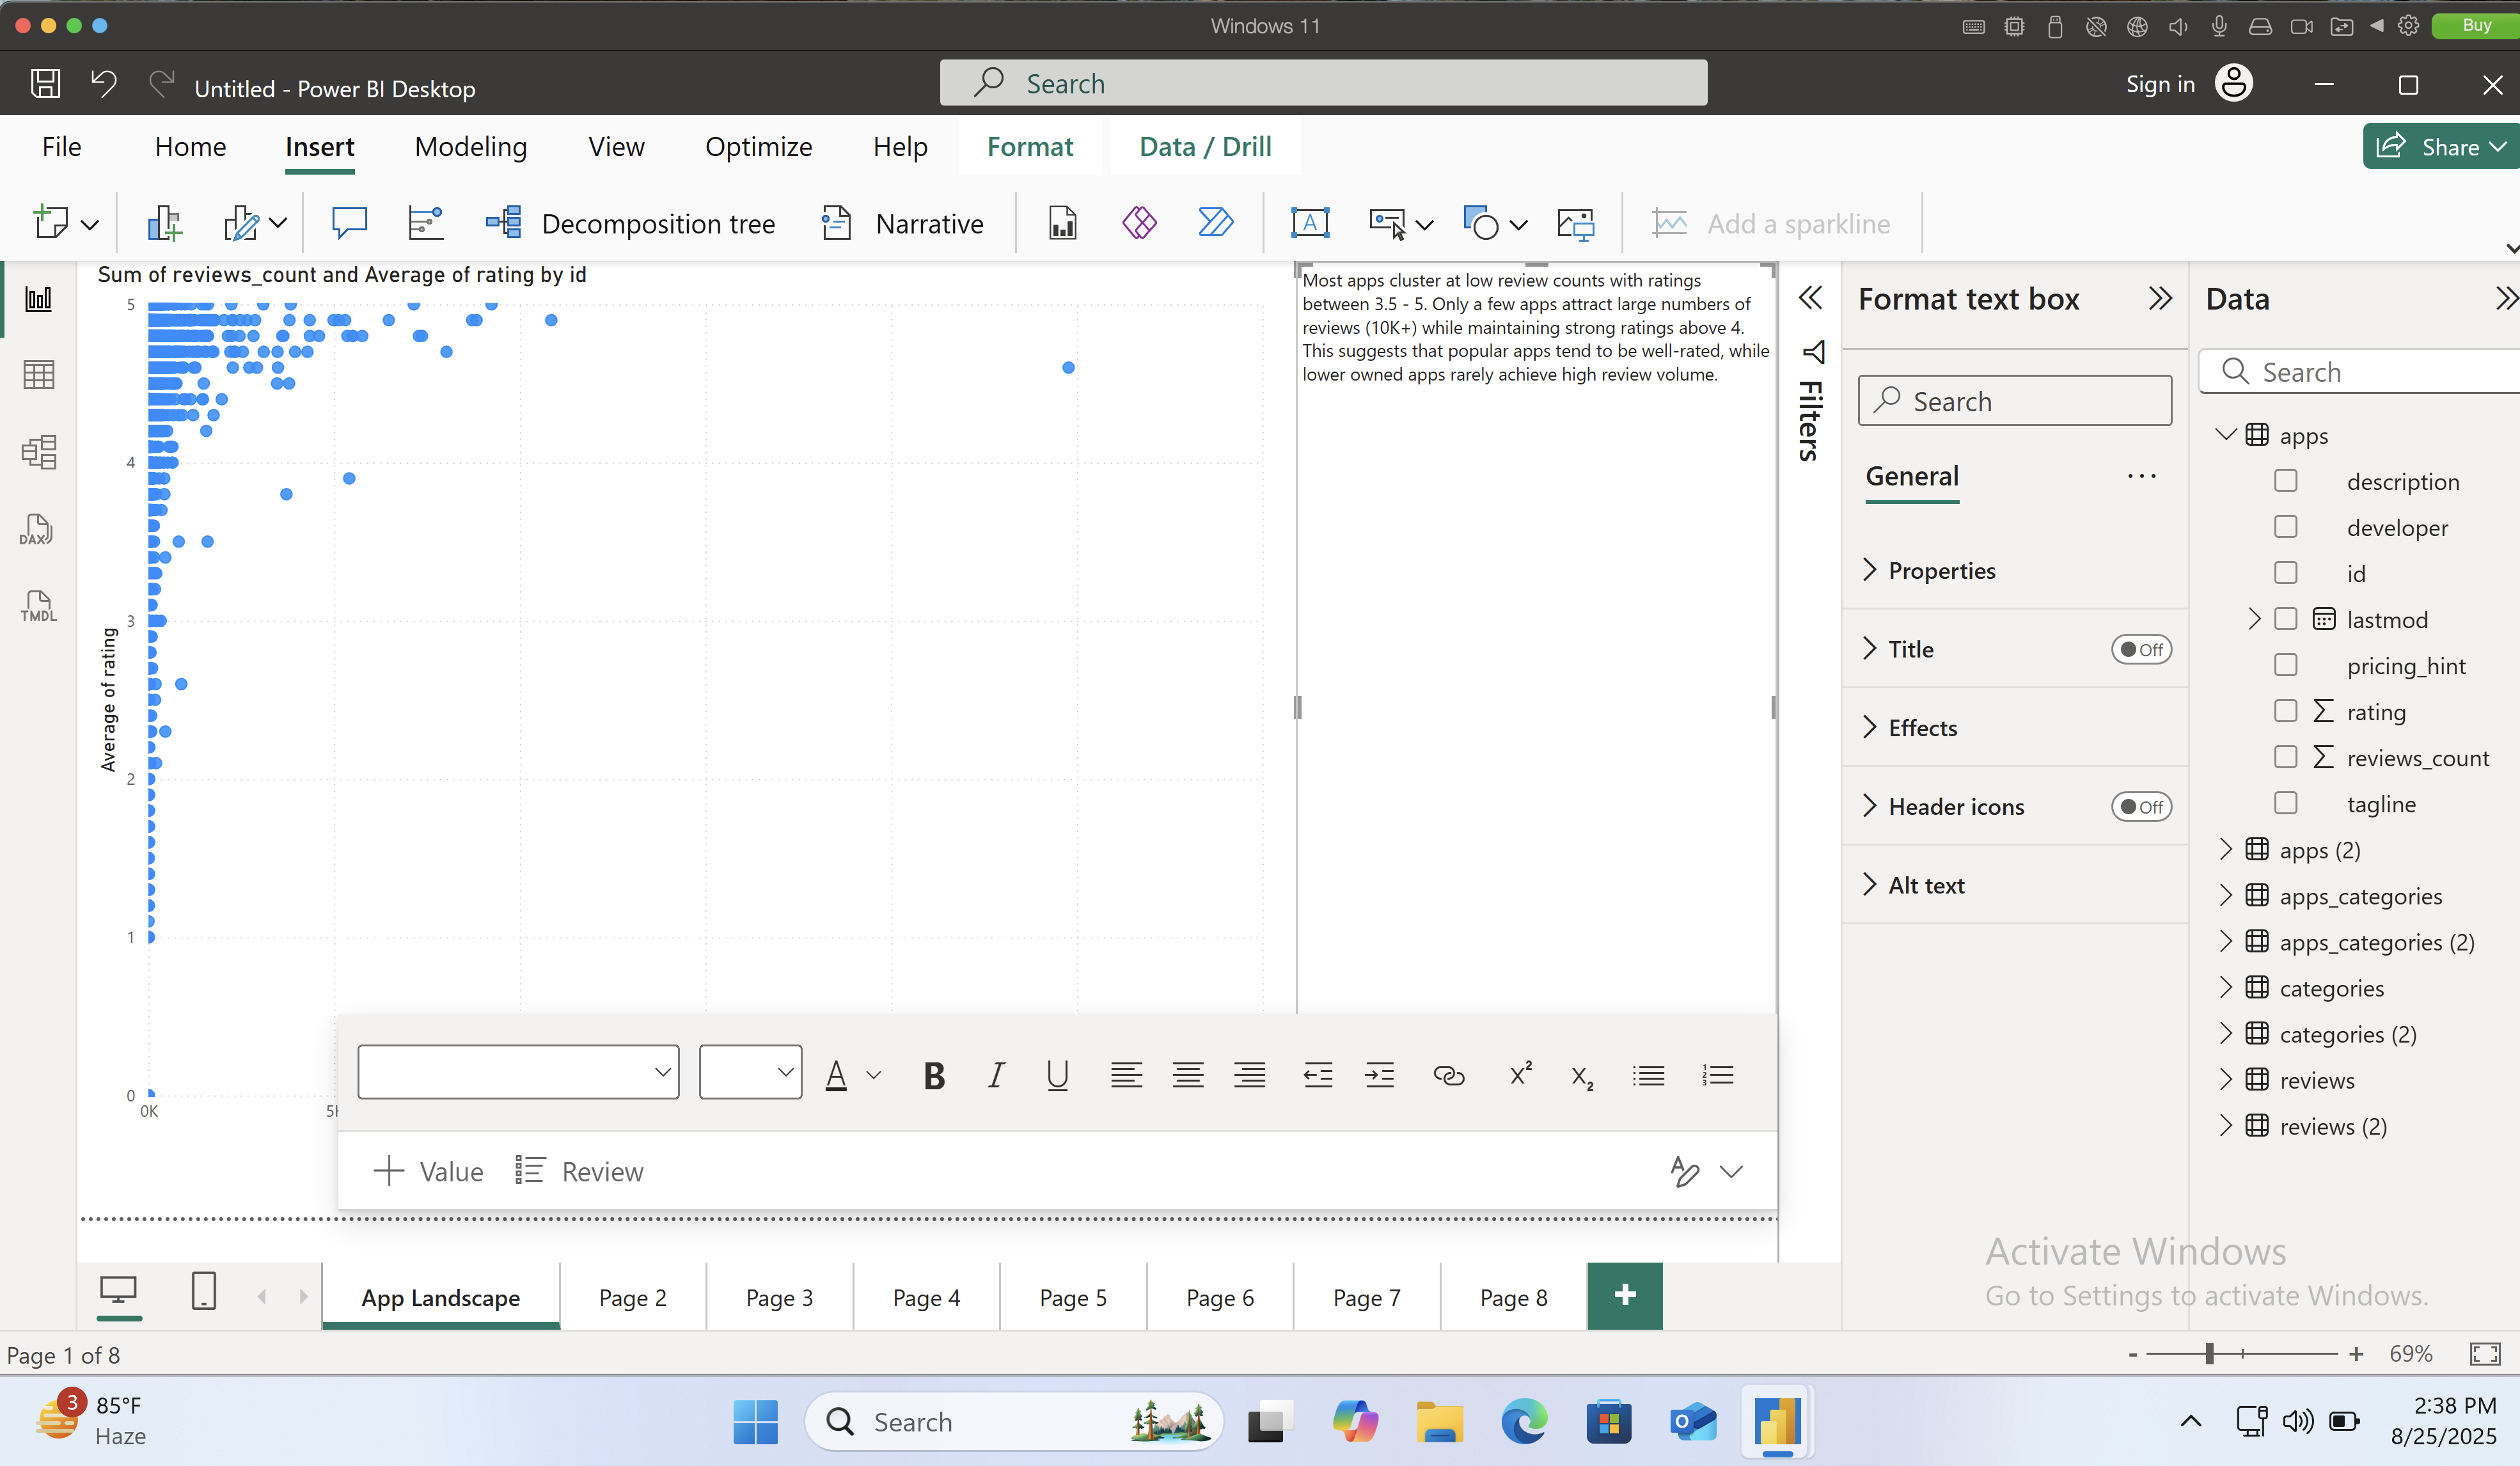 Windows 11
Buy
Untitled - Power BI Desktop
Search
Sign in
File
Home
Insert
Modeling
View
Optimize
Help
Format
Data / Drill
Share
Decomposition tree
Narrative
A
Add a sparkline
DAX
TMDL
Sum of reviews_count and Average of rating by id
5
4
3
2
1
0
Average of rating
0K
Most apps cluster at low review counts with ratings
between 3.5 - 5. Only a few apps attract large numbers of
reviews (10K+) while maintaining strong ratings above 4.
This suggests that popular apps tend to be well-rated, while
lower owned apps rarely achieve high review volume.
Filters
Format text box
Search
General
Properties
Title
Off
Effects
Header icons
Off
Alt text
Data
Search
apps
description
developer
id
lastmod
pricing_hint
rating
reviews_count
tagline
apps (2)
apps_categories
apps_categories (2)
categories
categories (2)
reviews
reviews (2)
A
B
I
U
Value
Review
App Landscape
Page 2
Page 3
Page 4
Page 5
Page 6
Page 7
Page 8
Activate Windows
Go to Settings to activate Windows.
Page 1 of 8
69%
3
85°F
Haze
Search
2:38 PM
8/25/2025